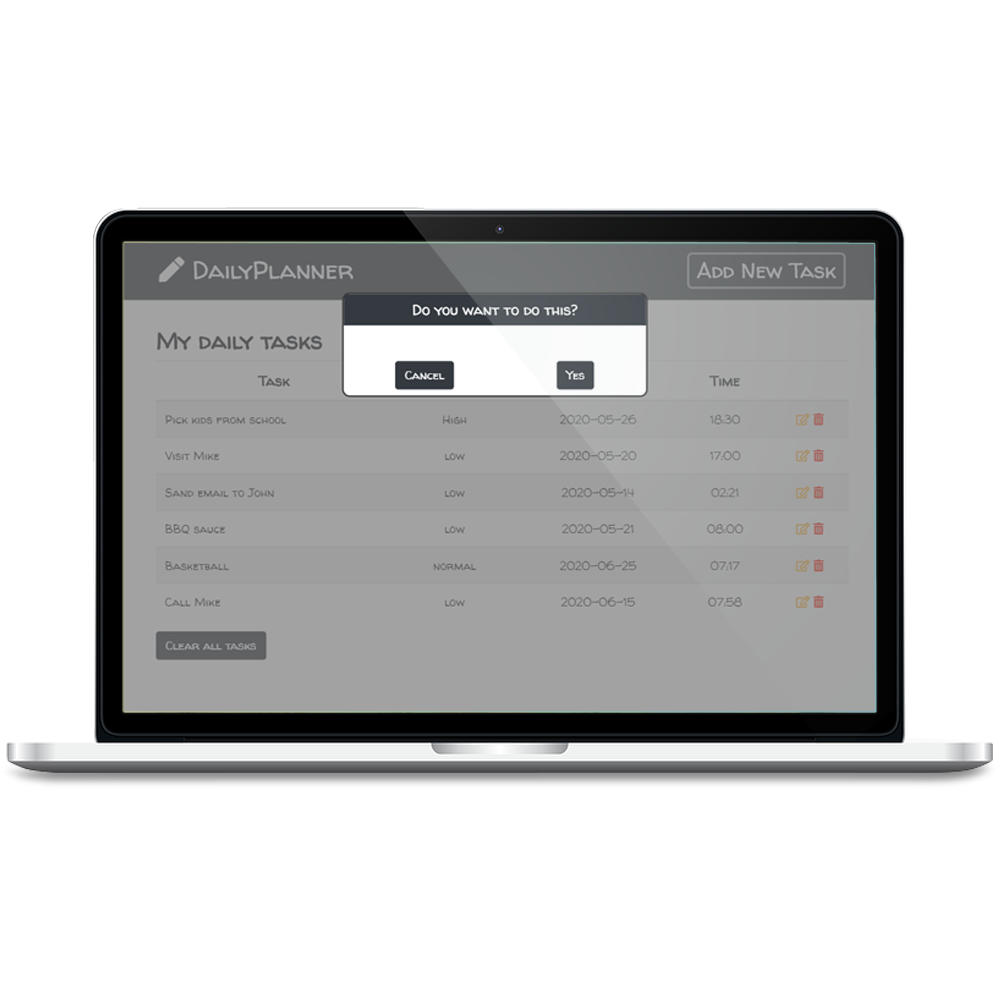 DailyPlanner
Add New Task
Do you want to do this?
My daily tasks
Cancel
Yes
Task
Time
Pick kids from school High 2020-05-26 18:30
Visit Mike low 2020-05-20 17:00
Sand email to John low 2020-05-14 02:21
BBQ sauce low 2020-05-21 08:00
Basketball normal 2020-06-25 07:17
Call Mike low 2020-06-15 07:58
Clear all tasks